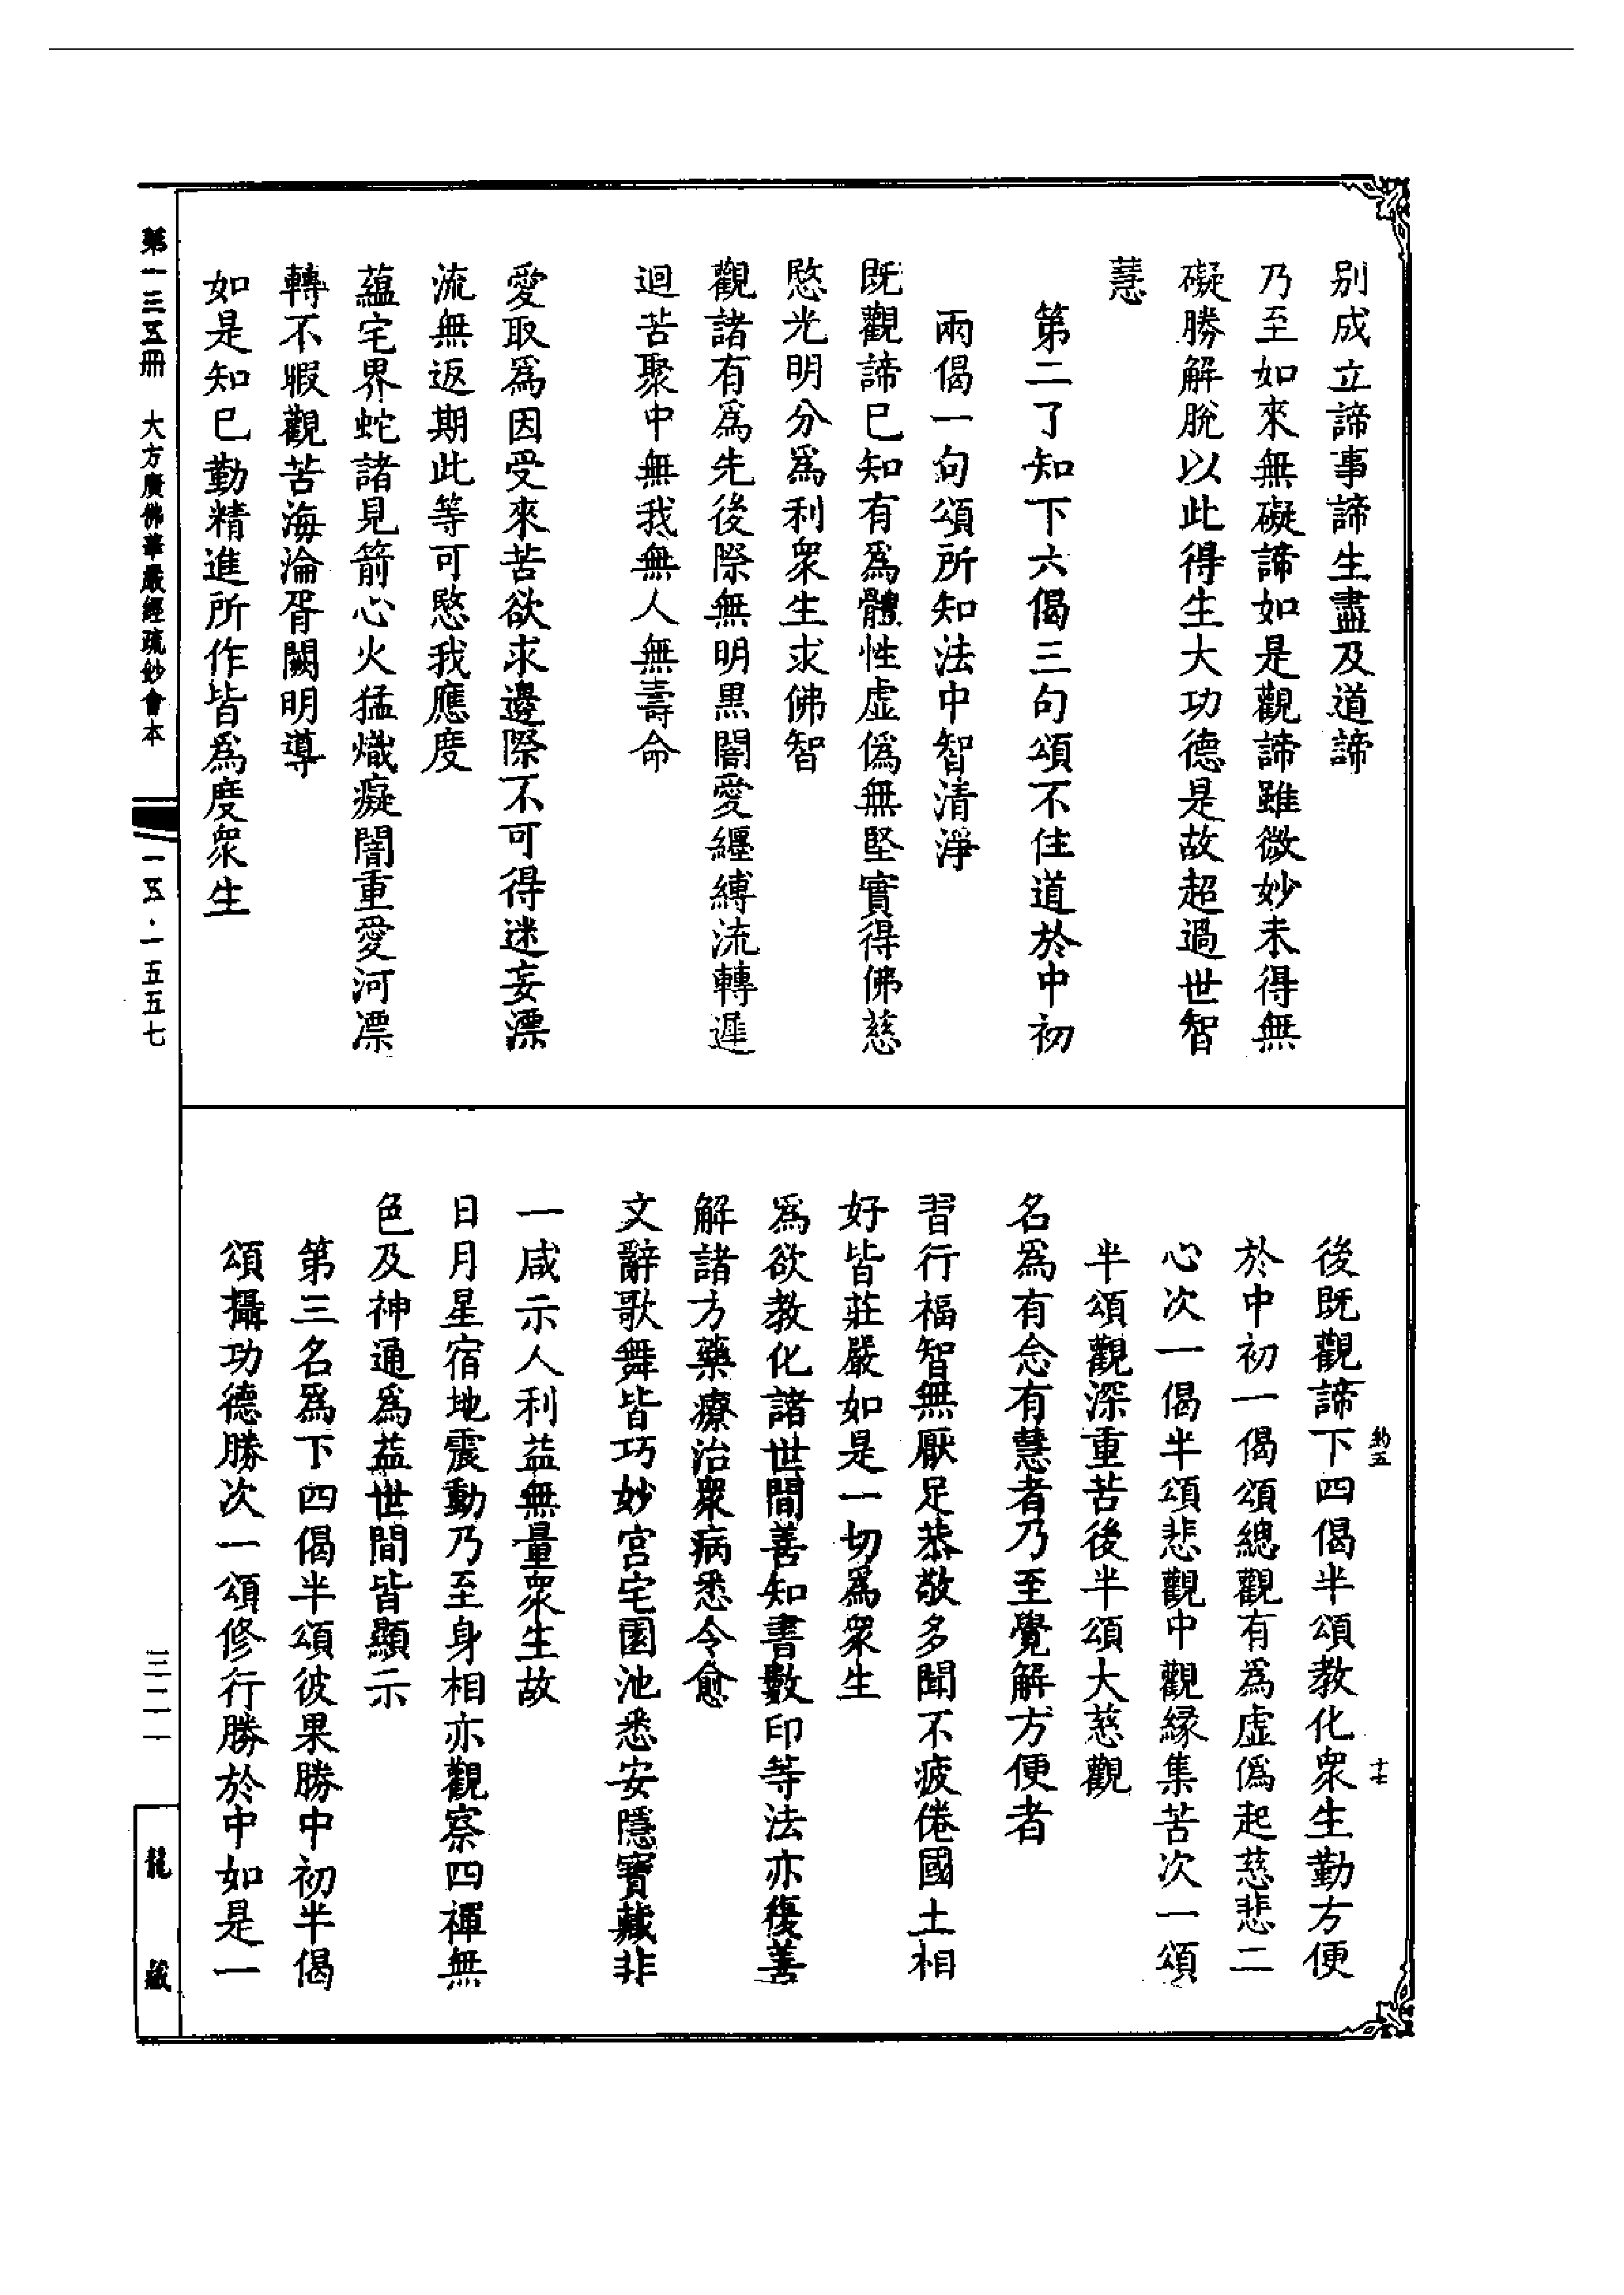 別成立諦事諦生盡及道諦
乃至如來無礙諦如是觀諦雖微妙未得無
礙勝解脫以此得生大功德是故超過世智
慧
第二了知下六偈三句頌不住道於中初
兩偈一句頌所知法中智清淨
既觀諦巳知有爲體性虛僞無堅實得佛慈
愍光明分爲利衆生求佛智
觀諸有爲先後際無明黒闇愛纏縛流轉遲
迴苦聚中無我無人無壽命
愛取爲因受來苦欲求邊際不可得迷妄漂
流無返期此等可愍我應度
蘊宅界蛇諸見箭心火猛熾癡闇重愛河漂
轉不暇觀苦海淪胥闕明導
如是知巳勤精進所作皆爲度衆生
後既觀諦下四偈半頌教化衆生勤方便
於中初一偈頌總觀有爲虛僞起慈悲二
心次一偈半頌悲觀中觀緣集苦次一頌
半頌觀深重苦後半頌大慈觀
名爲有念有慧者乃至覺解方便者
習行福智無厭足恭敬多聞不疲倦國土相
好皆莊嚴如是一切爲衆生
爲欲教化諸世間善知書數印等法亦復善
解諸方藥療治衆病悉令愈
文辭歌舞皆巧妙宮宅園池悉安隱寶藏非
一咸示人利益無量衆生故
日月星宿地震動乃至身相亦觀察四禪無
色及神通爲益世間皆顯示
第三名爲下四偈半頌彼果勝中初半偈
頌攝功德勝次一頌修行勝於中如是一
第一三五冊 大方廣佛華嚴經疏鈔會本
一五·一五五七
三二一
龍藏
十七